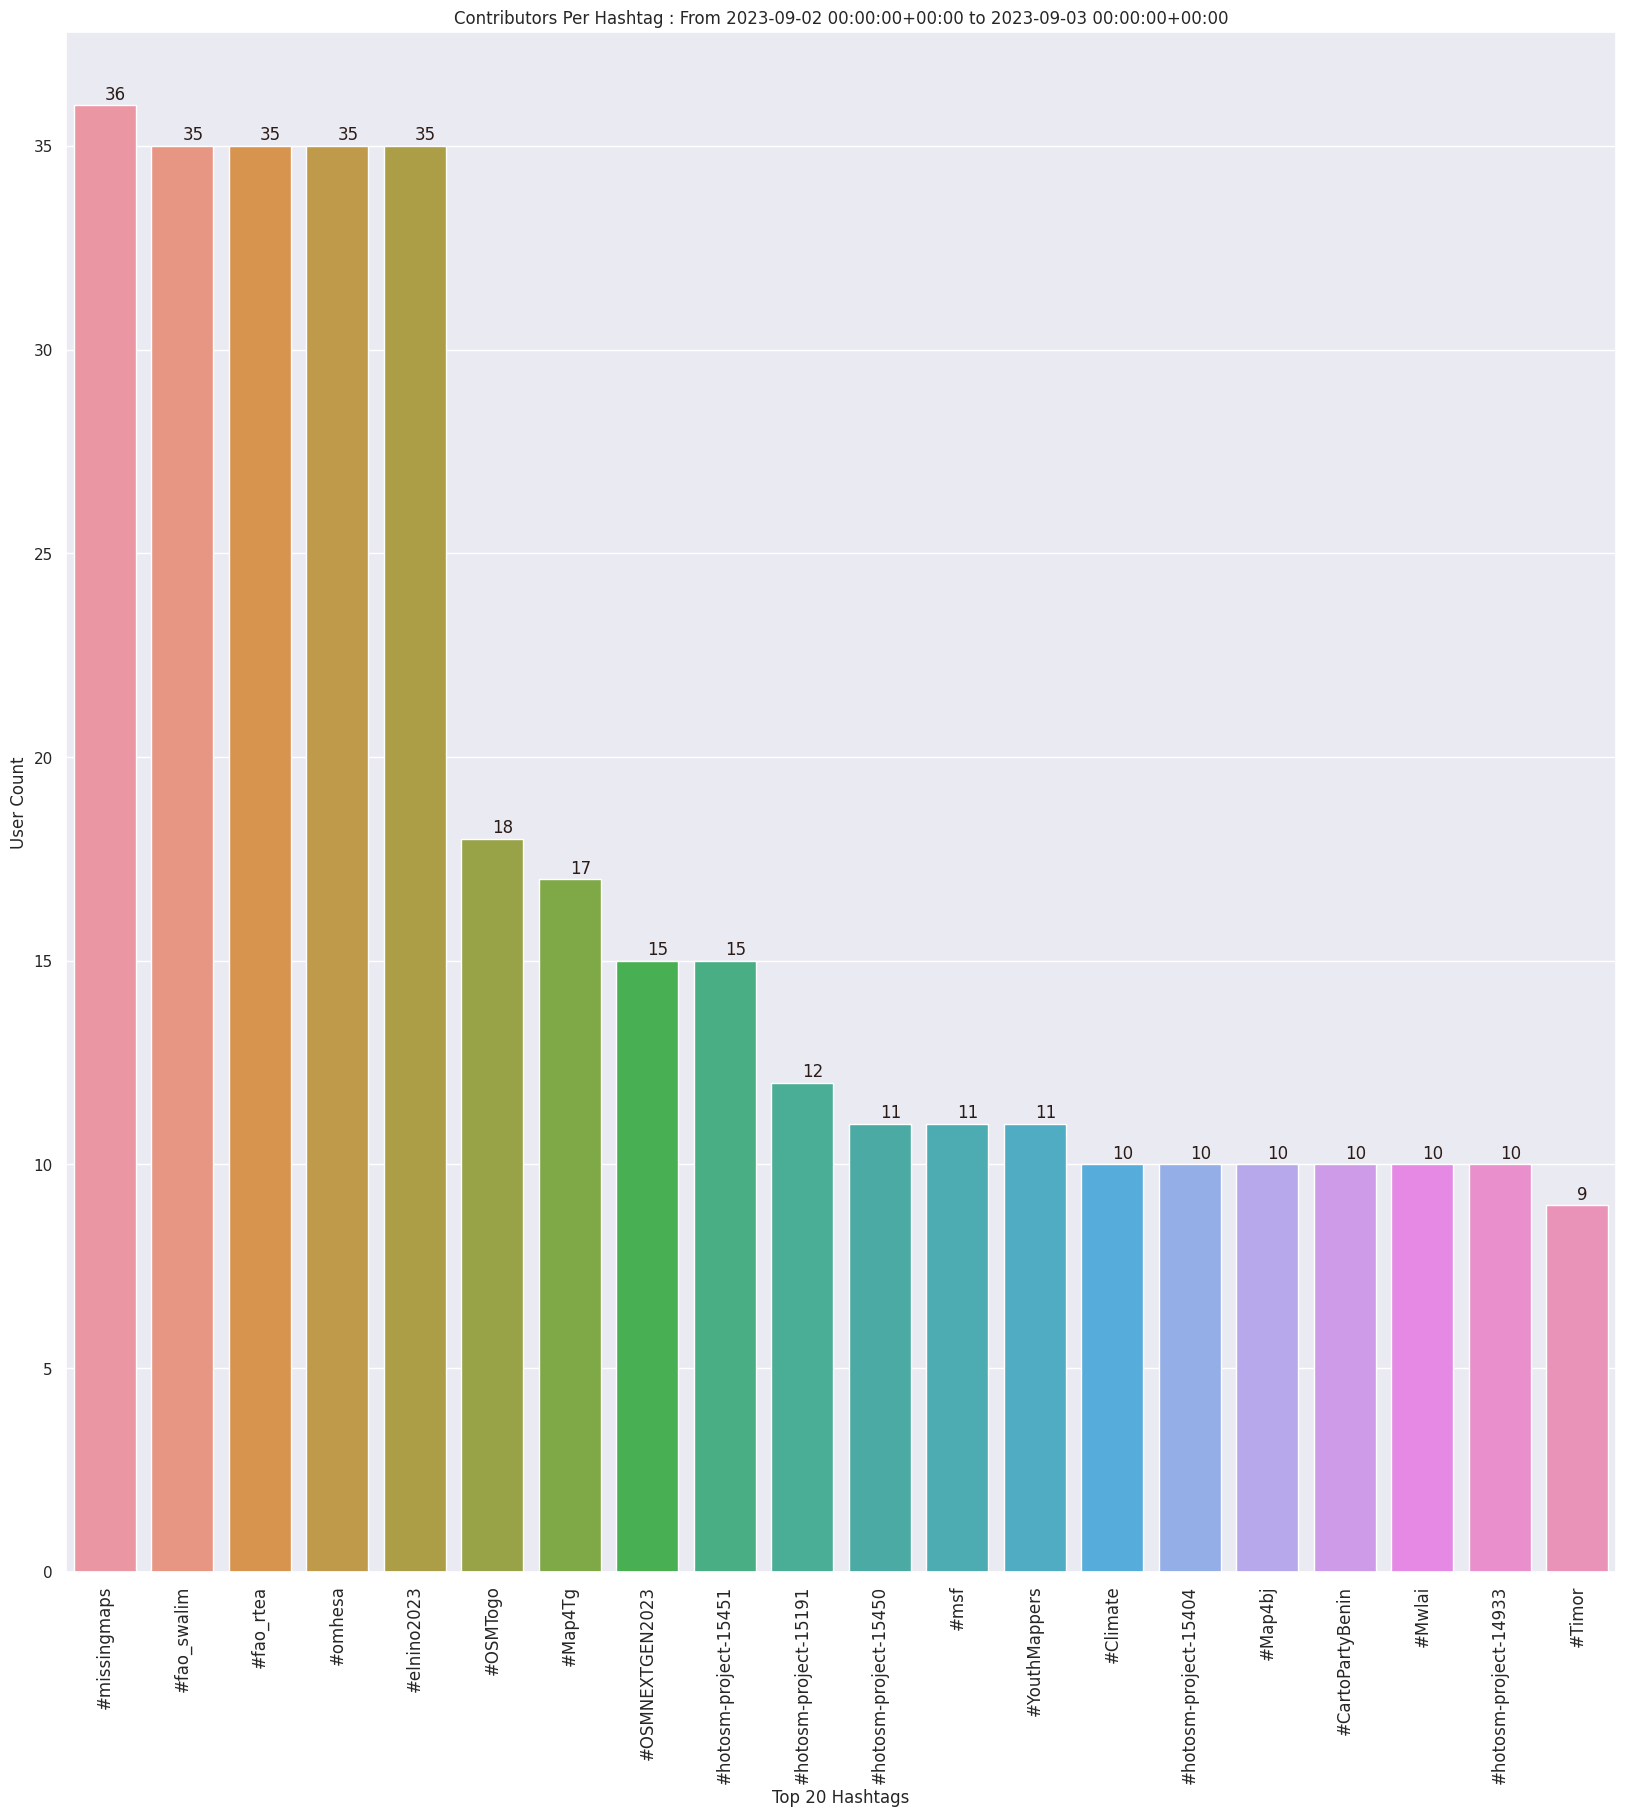 Contributors Per Hashtag : From 2023-09-02 00:00:00+00:00 to 2023-09-03 00:00:00+00:00
36
35
35
35
35
18
17
15
15
12
11
11
11
10
10
10
10
10
10
9
35
30
25
20
15
10
5
0
User Count
#missingmaps
#fao_swalim
#fao_rtea
#omhesa
#elnino2023
#OSMTogo
#Map4Tg
#OSMNEXTGEN2023
#hotosm-project-15451
#hotosm-project-15191
#hotosm-project-15450
#msf
#YouthMappers
#Climate
#hotosm-project-15404
#Map4bj
#CartoPartyBenin
#Mwlai
#hotosm-project-14933
#Timor
Top 20 Hashtags